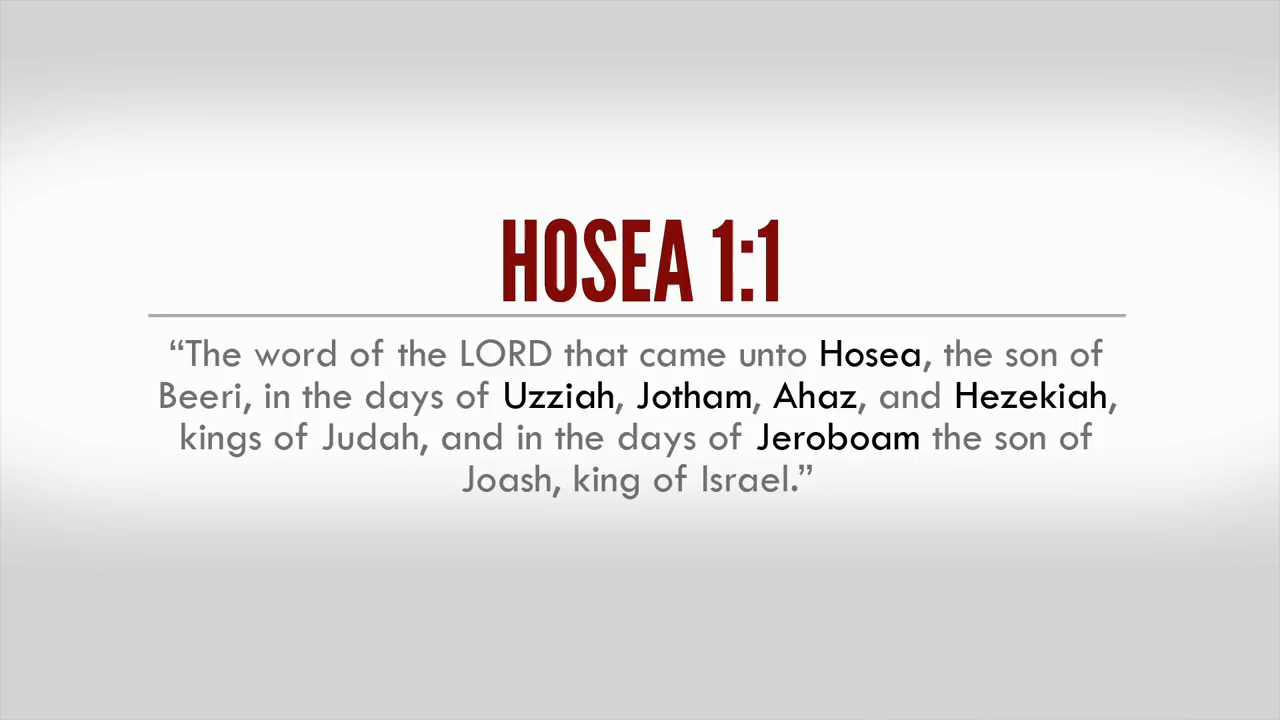 HOSEA 1:1
“The word of the LORD that came unto Hosea, the son of
Beeri, in the days of Uzziah, Jotham, Ahaz, and Hezekiah,
kings of Judah, and in the days of Jeroboam the son of
Joash, king of Israel.”